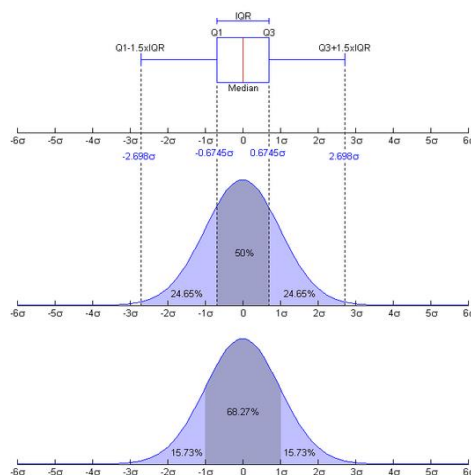 IQR
Q1 Q3
Q1-1.5xIQR Q3+1.5xIQR
Median
-6σ -5σ -4σ -3σ -2σ -1σ 0 1σ 2σ 3σ 4σ 5σ 6σ
-2.698σ -0.6745σ 0.6745σ 2.698σ
50%
24.65% 24.65%
-6σ -5σ -4σ -3σ -2σ -1σ 0 1σ 2σ 3σ 4σ 5σ 6σ
68.27%
15.73% 15.73%
-6σ -5σ -4σ -3σ -2σ -1σ 0 1σ 2σ 3σ 4σ 5σ 6σ